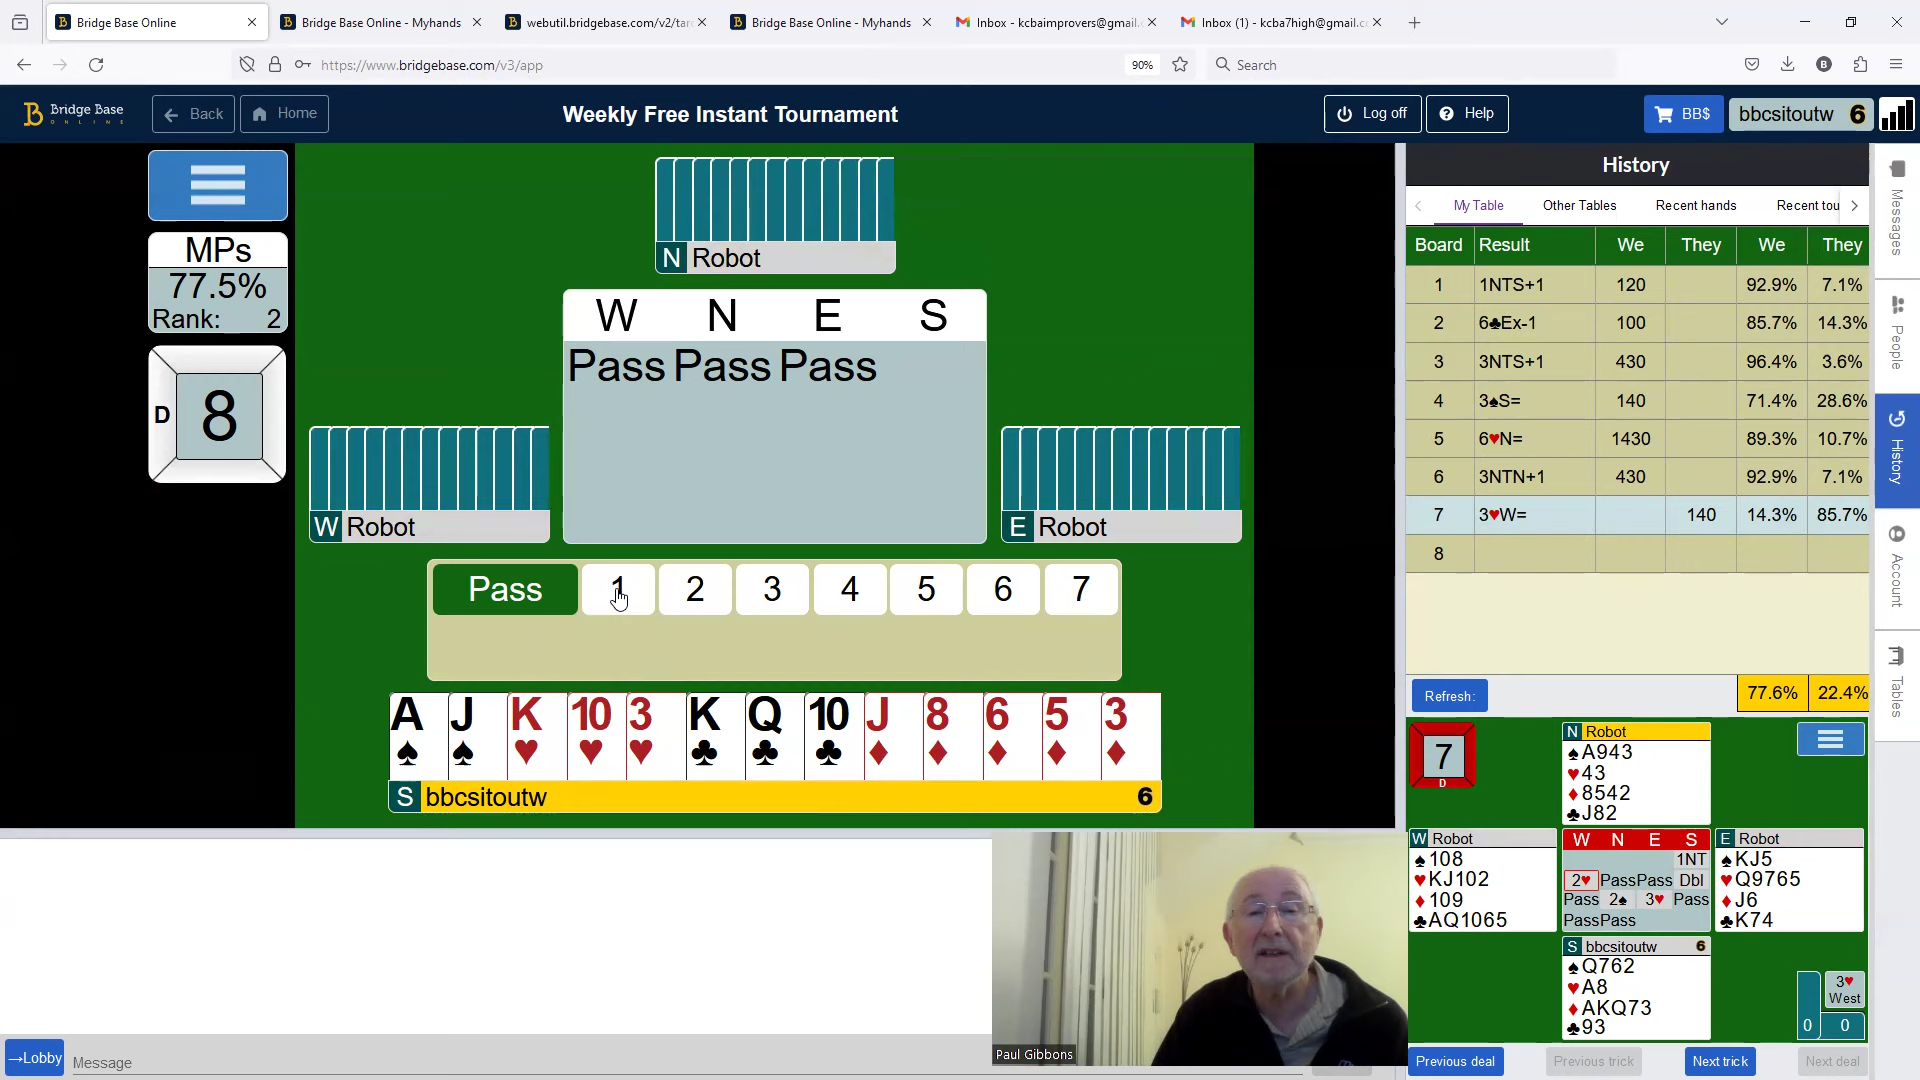 Bridge Base Online
Bridge Base Online - Myhands
webutil.bridgebase.com/v2/tar
Bridge Base Online - Myhands
Inbox - kcbaimprovers@gmail.
Inbox (1) - kcba7high@gmail.c
https://www.bridgebase.com/v3/app
90%
Search
Bridge Base
ONLINE
Back
Home
Weekly Free Instant Tournament
Log off
Help
BB$
bbcsitoutw 6
MPs
77.5%
Rank: 2
D 8
N Robot
W N E S
Pass Pass Pass
W Robot
E Robot
Pass 1 2 3 4 5 6 7
A J K 10 3 K Q 10 J 8 6 5 3
♠ ♠ ♥ ♥ ♥ ♣ ♣ ♣ ♦ ♦ ♦ ♦ ♦
S bbcsitoutw 6
→Lobby
Message
Paul Gibbons
History
My Table
Other Tables
Recent hands
Recent tou
Board Result We They We They
1 1NTS+1 120 92.9% 7.1%
2 6♣Ex-1 100 85.7% 14.3%
3 3NTS+1 430 96.4% 3.6%
4 3♠S= 140 71.4% 28.6%
5 6♥N= 1430 89.3% 10.7%
6 3NTN+1 430 92.9% 7.1%
7 3♥W= 140 14.3% 85.7%
8
Refresh:
77.6% 22.4%
7
D
N Robot
♠A943
♥43
♦8542
♣J82
W Robot
♠108
♥KJ102
♦109
♣AQ1065
W N E S
1NT
2♥ Pass Pass Dbl
Pass 2♠ 3♥ Pass
Pass Pass
E Robot
♠KJ5
♥Q9765
♦J6
♣K74
S bbcsitoutw 6
♠Q762
♥A8
♦AKQ73
♣93
3♥
West
0 0
Previous deal
Previous trick
Next trick
Next deal
Messages
People
History
Account
Tables